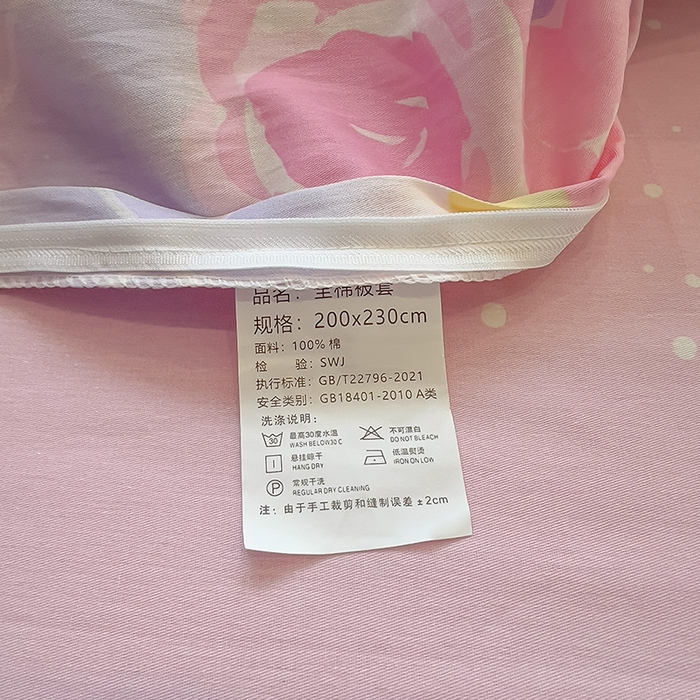 品名：全棉被套
规格：200x230cm
面料：100% 棉
检 验：SWJ
执行标准：GB/T22796-2021
安全类别：GB18401-2010 A类
洗涤说明：
30 最高30度水温 不可漂白
WASH BELOW30 C DO NOT BLEACH
悬挂晾干 低温熨烫
HANG DRY IRON ON LOW
P 常规干洗
REGULAR DRY CLEANING
注：由于手工裁剪和缝制误差 ±2cm